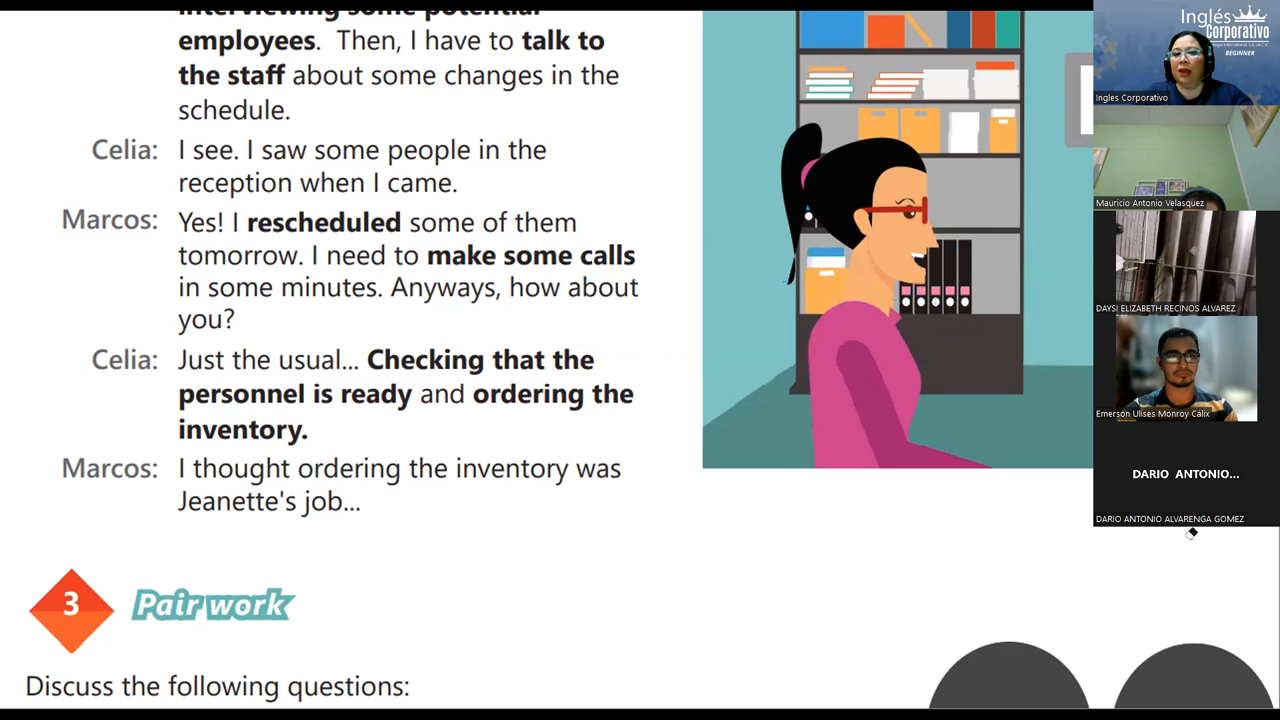 interviewing some potential
employees. Then, I have to talk to
the staff about some changes in the
schedule.
Celia: I see. I saw some people in the
reception when I came.
Marcos: Yes! I rescheduled some of them
tomorrow. I need to make some calls
in some minutes. Anyways, how about
you?
Celia: Just the usual... Checking that the
personnel is ready and ordering the
inventory.
Marcos: I thought ordering the inventory was
Jeanette's job...
3 Pair work
Discuss the following questions:
Inglés
Corporativo
BEGINNER
Ingles Corporativo
Mauricio Antonio Velasquez
DAYSI ELIZABETH RECINOS ALVAREZ
Emerson Ulises Monroy Cálix
DARIO ANTONIO...
DARIO ANTONIO ALVARENGA GOMEZ